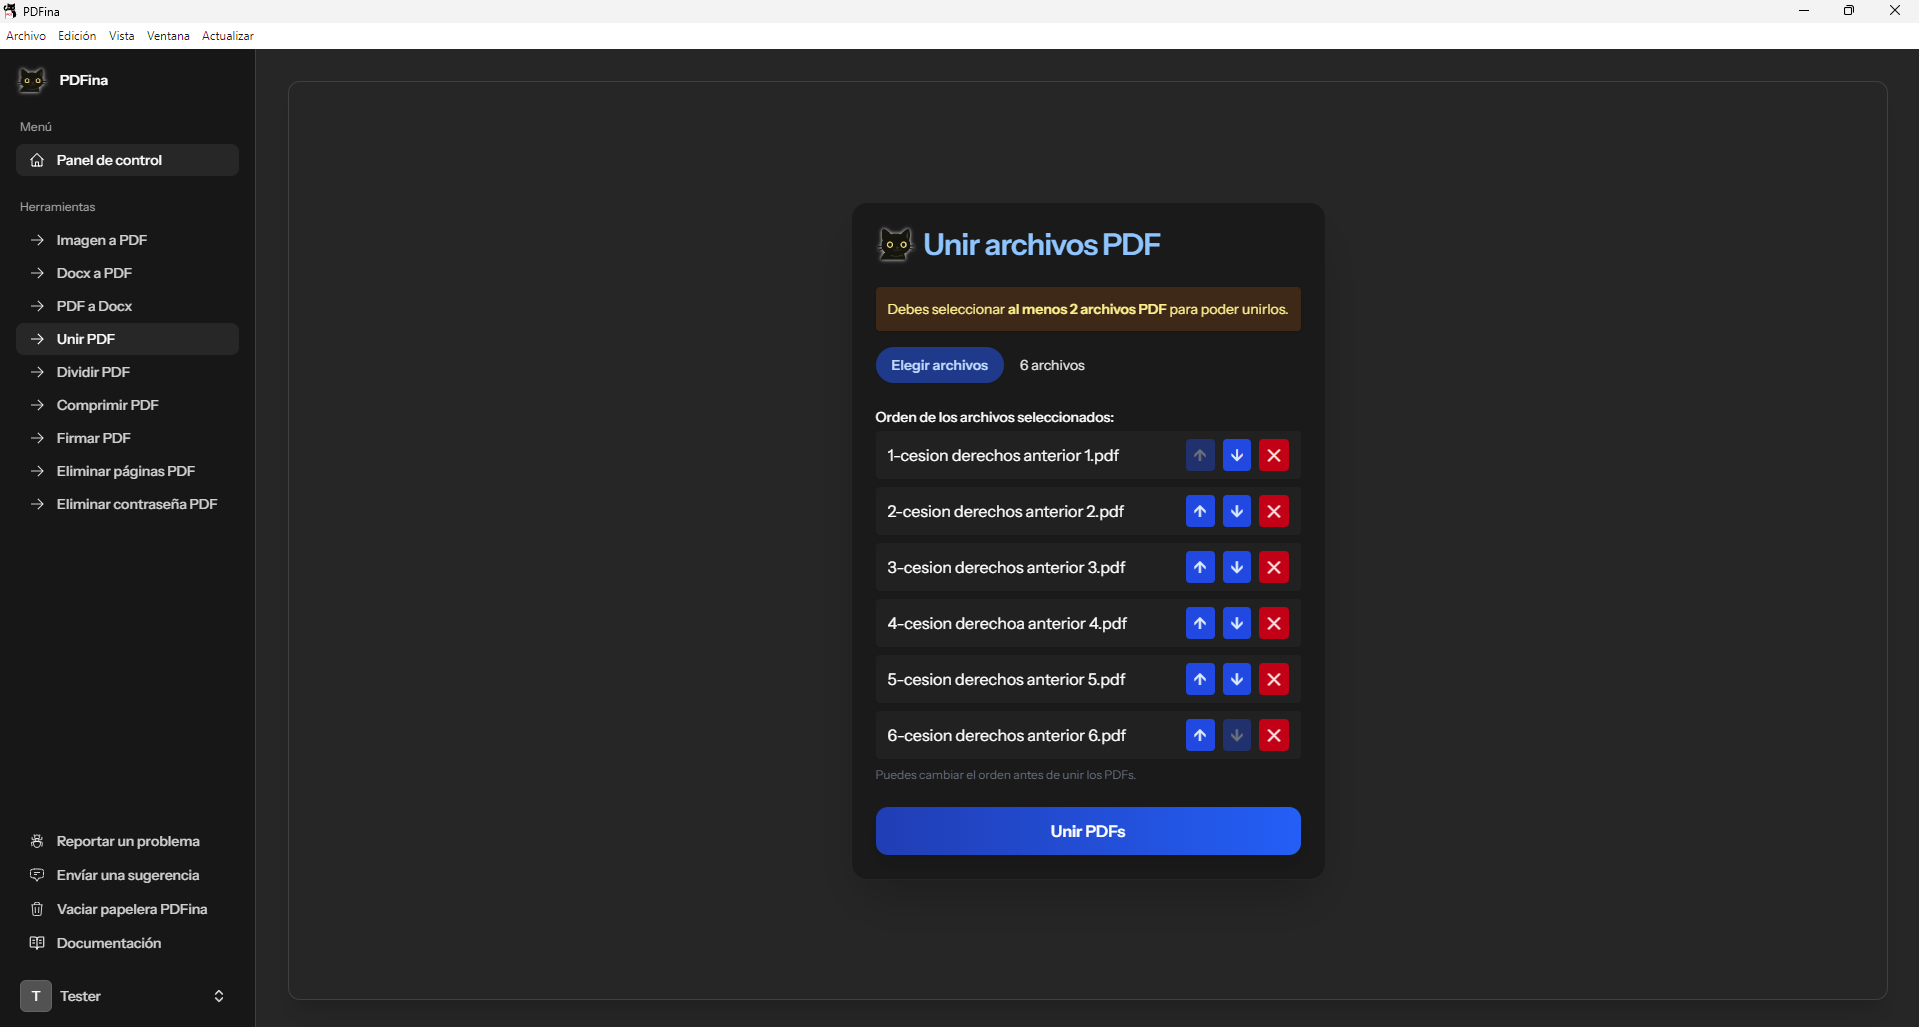 PDFina
Archivo Edición Vista Ventana Actualizar
PDFina
Menú
Panel de control
Herramientas
Imagen a PDF
Docx a PDF
PDF a Docx
Unir PDF
Dividir PDF
Comprimir PDF
Firmar PDF
Eliminar páginas PDF
Eliminar contraseña PDF
Reportar un problema
Envíar una sugerencia
Vaciar papelera PDFina
Documentación
T Tester
Unir archivos PDF
Debes seleccionar al menos 2 archivos PDF para poder unirlos.
Elegir archivos 6 archivos
Orden de los archivos seleccionados:
1-cesion derechos anterior 1.pdf
2-cesion derechos anterior 2.pdf
3-cesion derechos anterior 3.pdf
4-cesion derechoa anterior 4.pdf
5-cesion derechos anterior 5.pdf
6-cesion derechos anterior 6.pdf
Puedes cambiar el orden antes de unir los PDFs.
Unir PDFs